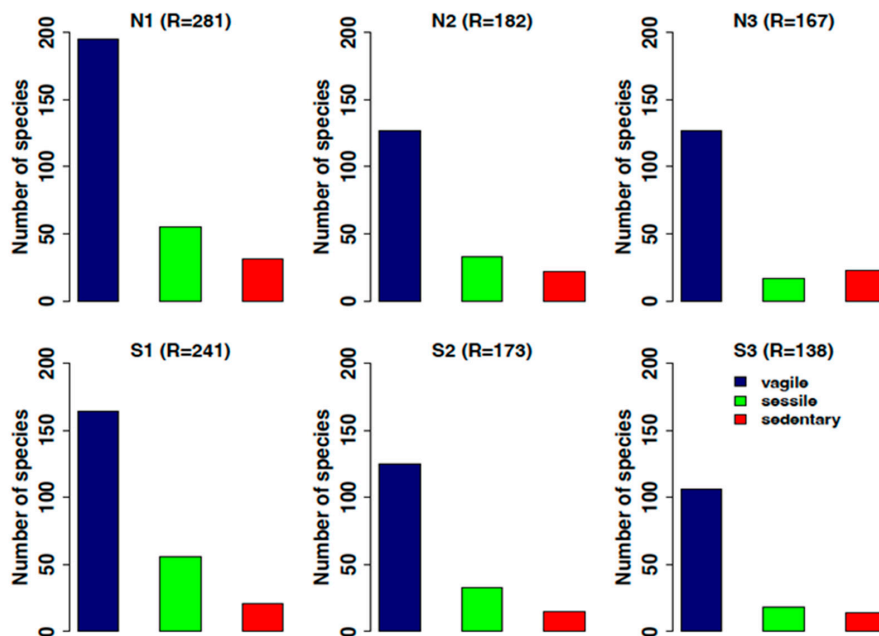 N1 (R=281)
N2 (R=182)
N3 (R=167)
Number of species
0 50 100 150 200
Number of species
0 50 100 150 200
Number of species
0 50 100 150 200
S1 (R=241)
S2 (R=173)
S3 (R=138)
Number of species
0 50 100 150 200
Number of species
0 50 100 150 200
Number of species
0 50 100 150 200
vagile
sessile
sedentary